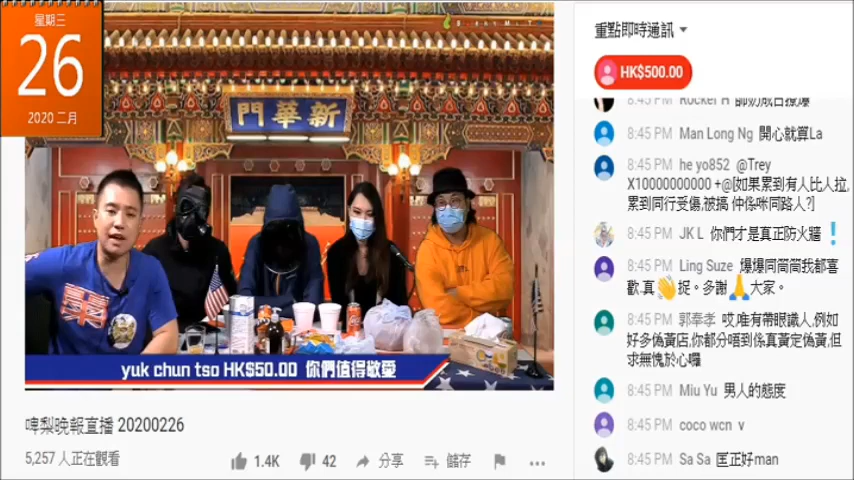 星期三
26
2020 二月
新華門
yuk chun tso HK$50.00 你們值得敬愛
啤梨晚報直播 20200226
5,257 人正在觀看
1.4K
42
分享
儲存
重點即時通訊
HK$500.00
8:45 PM Rocker H
8:45 PM Man Long Ng 開心就算La
8:45 PM he yo852 @Trey
X10000000000 +@[如果累到有人比人拉,
累到同行受傷,被搞 仲係咪同路人?]
8:45 PM JK L 你們才是真正防火牆❗
8:45 PM Ling Suze 爆爆同简简我都喜
歡.真👋捉。多謝🙏大家。
8:45 PM 郭奉孝 哎,唯有帶眼識人,例如
好多偽黃店,你都分唔到係真黃定偽黃,但
求無愧於心囉
8:45 PM Miu Yu 男人的態度
8:45 PM coco wcn v
8:45 PM Sa Sa 匡正好man